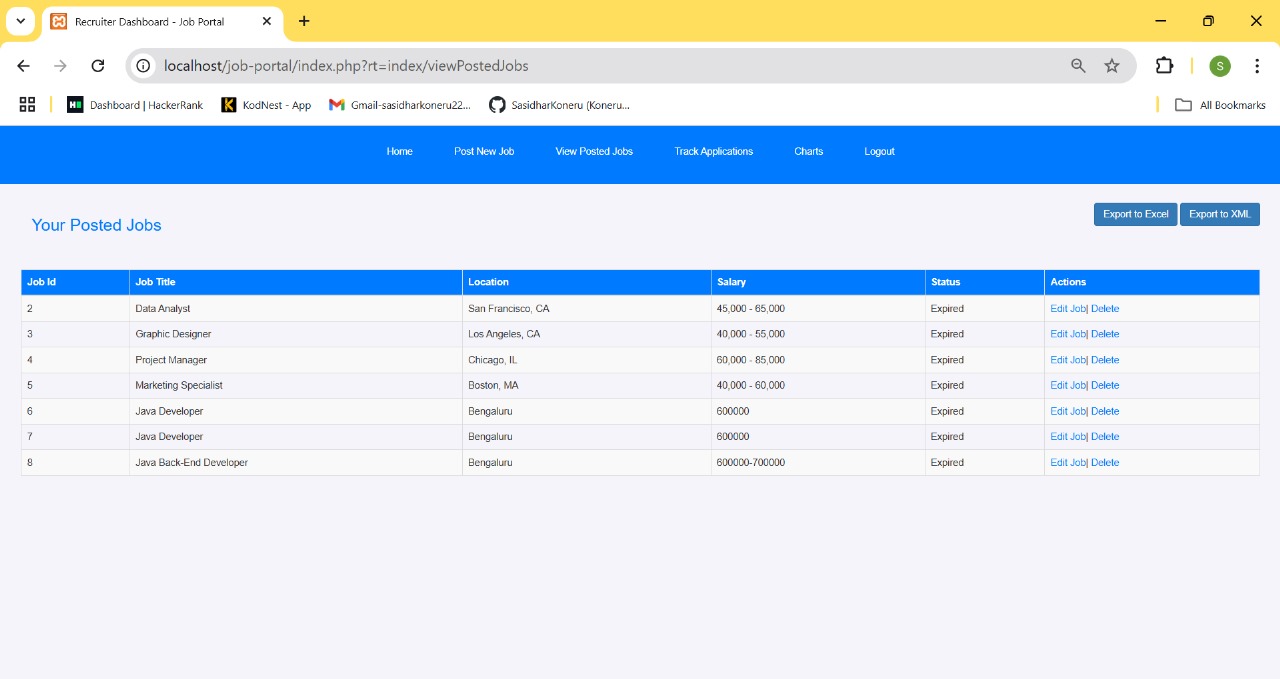 Recruiter Dashboard - Job Portal
localhost/job-portal/index.php?rt=index/viewPostedJobs
S
Dashboard | HackerRank KodNest - App Gmail-sasidharkoneru22... SasidharKoneru (Koneru... All Bookmarks
Home Post New Job View Posted Jobs Track Applications Charts Logout
Your Posted Jobs Export to Excel Export to XML
Job Id Job Title Location Salary Status Actions
2 Data Analyst San Francisco, CA 45,000 - 65,000 Expired Edit Job| Delete
3 Graphic Designer Los Angeles, CA 40,000 - 55,000 Expired Edit Job| Delete
4 Project Manager Chicago, IL 60,000 - 85,000 Expired Edit Job| Delete
5 Marketing Specialist Boston, MA 40,000 - 60,000 Expired Edit Job| Delete
6 Java Developer Bengaluru 600000 Expired Edit Job| Delete
7 Java Developer Bengaluru 600000 Expired Edit Job| Delete
8 Java Back-End Developer Bengaluru 600000-700000 Expired Edit Job| Delete